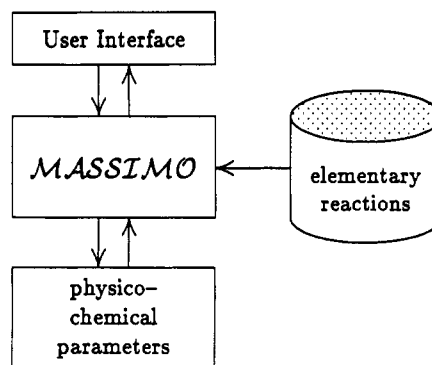 User Interface
MASSIMO
elementary
reactions
physico–
chemical
parameters